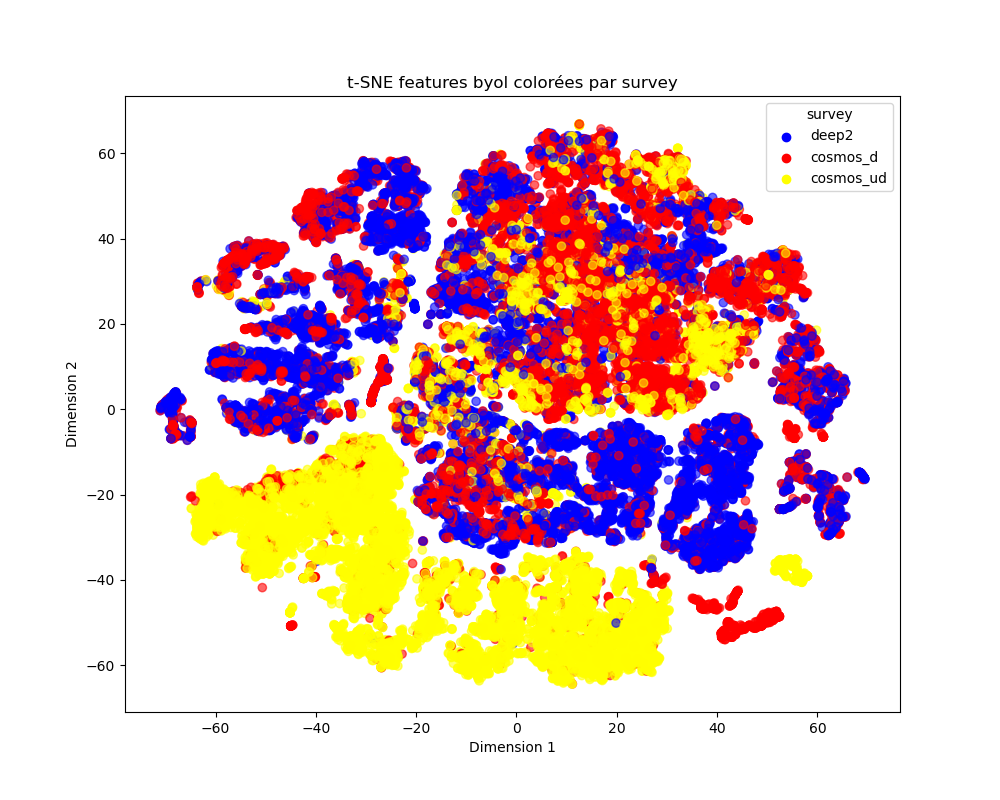 t-SNE features byol colorées par survey
survey
deep2
cosmos_d
cosmos_ud
60
40
20
0
−20
−40
−60
Dimension 2
−60
−40
−20
0
20
40
60
Dimension 1